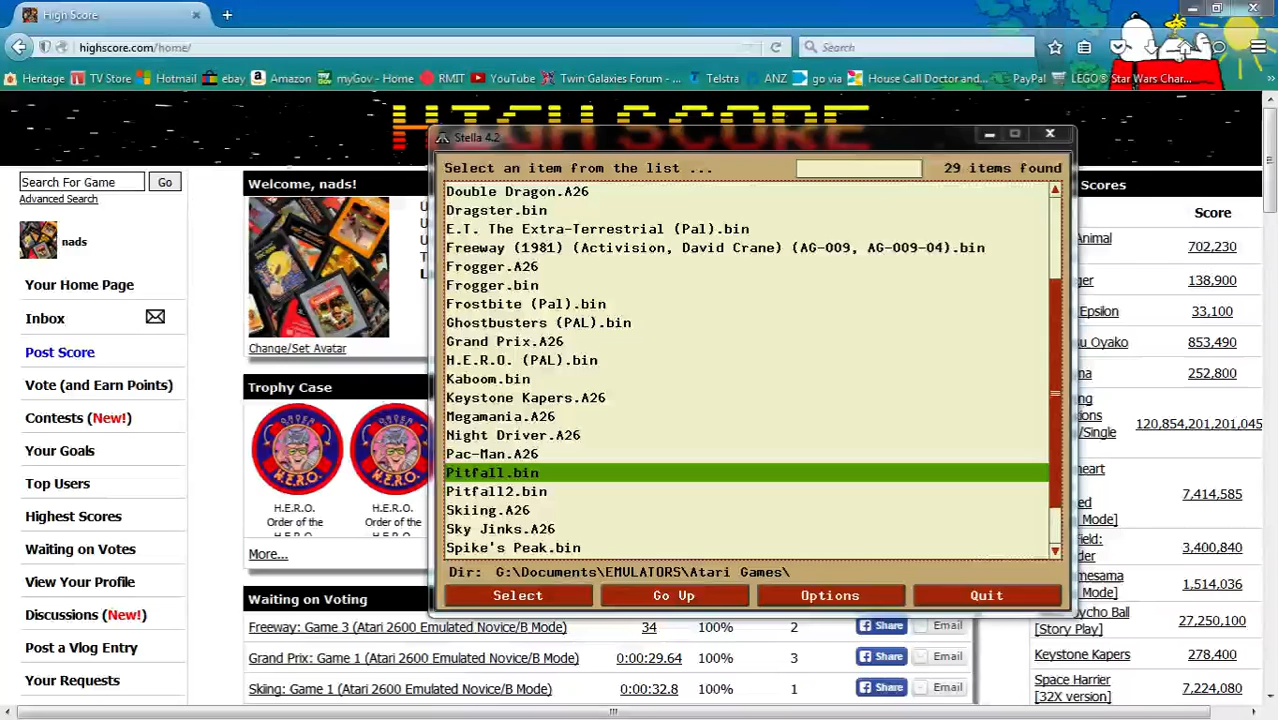 High Score
highscore.com/home/
Search
Heritage
TV Store
Hotmail
ebay
Amazon
myGov - Home
RMIT
YouTube
Twin Galaxies Forum - ...
Telstra
ANZ
go via
House Call Doctor and...
PayPal
LEGO® Star Wars Char...
HIGH SCORE
Stella 4.2
Select an item from the list ...
29 items found
Double Dragon.A26
Dragster.bin
E.T. The Extra-Terrestrial (Pal).bin
Freeway (1981) (Activision, David Crane) (AG-009, AG-009-04).bin
Frogger.A26
Frogger.bin
Frostbite (Pal).bin
Ghostbusters (PAL).bin
Grand Prix.A26
H.E.R.O. (PAL).bin
Kaboom.bin
Keystone Kapers.A26
Megamania.A26
Night Driver.A26
Pac-Man.A26
Pitfall.bin
Pitfall2.bin
Skiing.A26
Sky Jinks.A26
Spike's Peak.bin
Dir: G:\Documents\EMULATORS\Atari Games\
Select
Go Up
Options
Quit
Search For Game
Go
Advanced Search
nads
Your Home Page
Inbox
Post Score
Vote (and Earn Points)
Contests (New!)
Your Goals
Top Users
Highest Scores
Waiting on Votes
View Your Profile
Discussions (New!)
Post a Vlog Entry
Your Requests
Welcome, nads!
Change/Set Avatar
Trophy Case
H.E.R.O.
Order of the
H.E.R.O.
Order of the
More...
Waiting on Voting
Freeway: Game 3 (Atari 2600 Emulated Novice/B Mode) 34 100% 2 Share Email
Grand Prix: Game 1 (Atari 2600 Emulated Novice/B Mode) 0:00:29.64 100% 3 Share Email
Skiing: Game 1 (Atari 2600 Emulated Novice/B Mode) 0:00:32.8 100% 1 Share Email
Scores
Score
Animal
702,230
138,900
Epsilon
33,100
Oyako
853,490
252,800
/Single
120,854,201,201,045
Mode]
7,414,585
3,400,840
1,514,036
Ball
[Story Play]
27,250,100
Keystone Kapers
278,400
Space Harrier
[32X version]
7,224,080